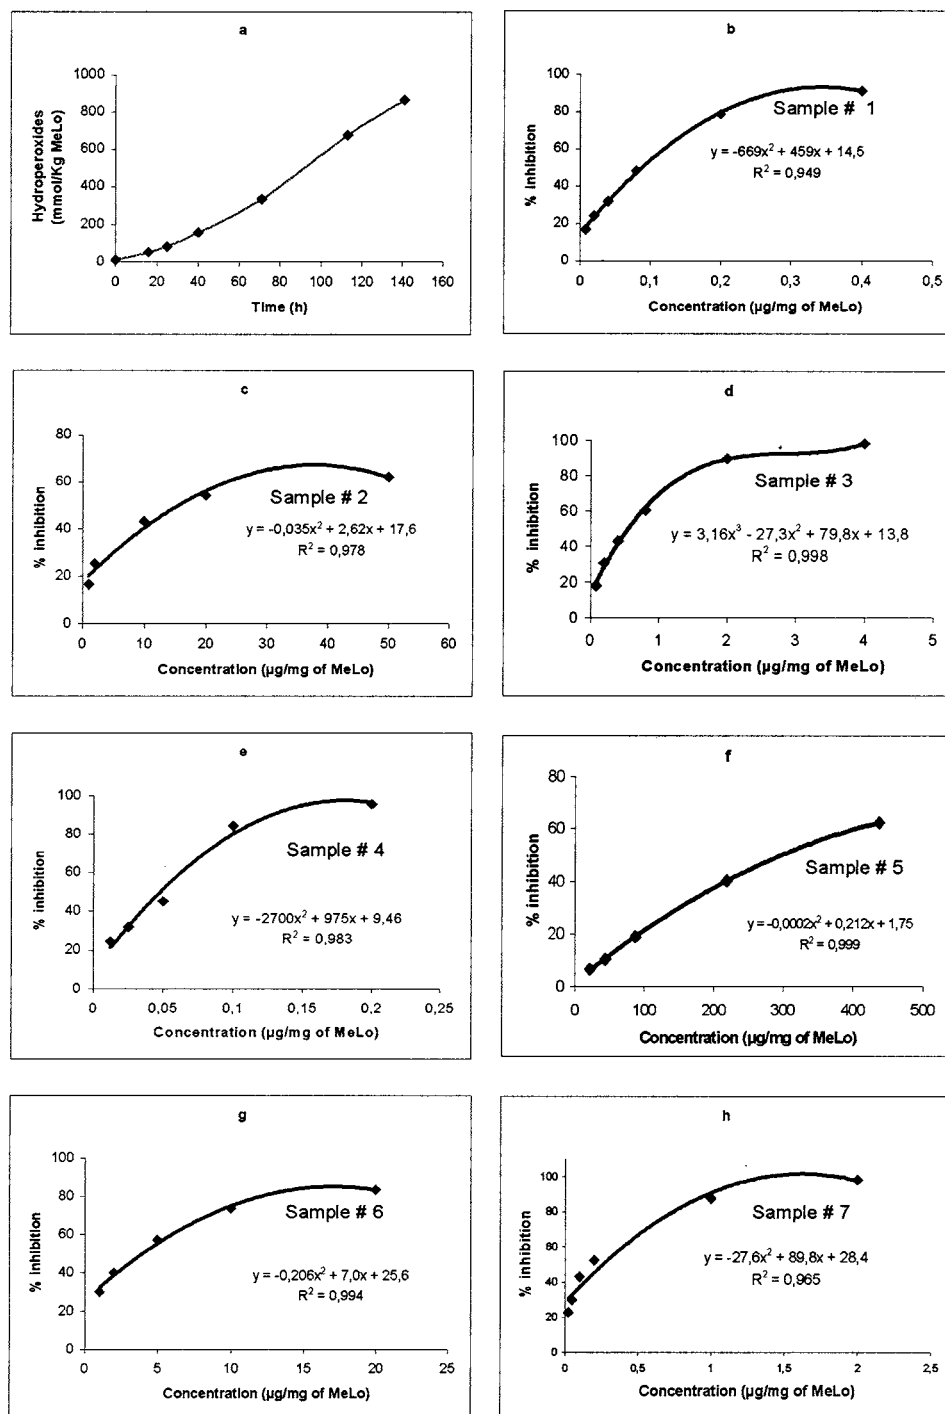 a
1000
800
600
400
200
0
0 20 40 60 80 100 120 140 160
Hydroperoxides
(mmol/Kg MeLo)
Time (h)
b
100
80
60
40
20
0
0 0,1 0,2 0,3 0,4 0,5
% inhibition
Sample # 1
y = -669x² + 459x + 14,5
R² = 0,949
Concentration (µg/mg of MeLo)
c
80
60
40
20
0
0 10 20 30 40 50 60
% inhibition
Sample # 2
y = -0,035x² + 2,62x + 17,6
R² = 0,978
Concentration (µg/mg of MeLo)
d
100
80
60
40
20
0
0 1 2 3 4 5
% inhibition
Sample # 3
y = 3,16x³ - 27,3x² + 79,8x + 13,8
R² = 0,998
Concentration (µg/mg of MeLo)
e
100
80
60
40
20
0
0 0,05 0,1 0,15 0,2 0,25
% inhibition
Sample # 4
y = -2700x² + 975x + 9,46
R² = 0,983
Concentration (µg/mg of MeLo)
f
80
60
40
20
0
0 100 200 300 400 500
% inhibition
Sample # 5
y = -0,0002x² + 0,212x + 1,75
R² = 0,999
Concentration (µg/mg of MeLo)
g
100
80
60
40
20
0
0 5 10 15 20 25
% inhibition
Sample # 6
y = -0,206x² + 7,0x + 25,6
R² = 0,994
Concentration (µg/mg of MeLo)
h
100
80
60
40
20
0
0 0,5 1 1,5 2 2,5
% inhibition
Sample # 7
y = -27,6x² + 89,8x + 28,4
R² = 0,965
Concentration (µg/mg of MeLo)